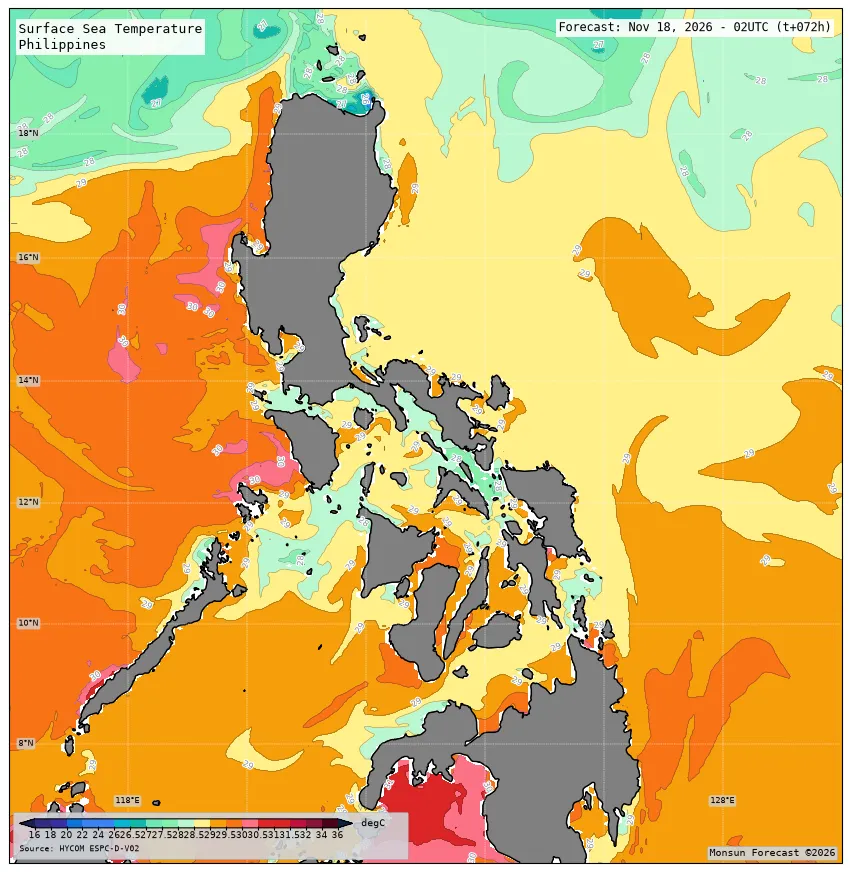 Surface Sea Temperature
Philippines
Forecast: Nov 18, 2026 - 02UTC (t+072h)
18°N
16°N
14°N
12°N
10°N
8°N
118°E
128°E
16 18 20 22 24 26 26.5 27 27.5 28 28.5 29 29.5 30 30.5 31 31.5 32 34 36 degC
Source: HYCOM ESPC-D-V02
Monsun Forecast ©2026